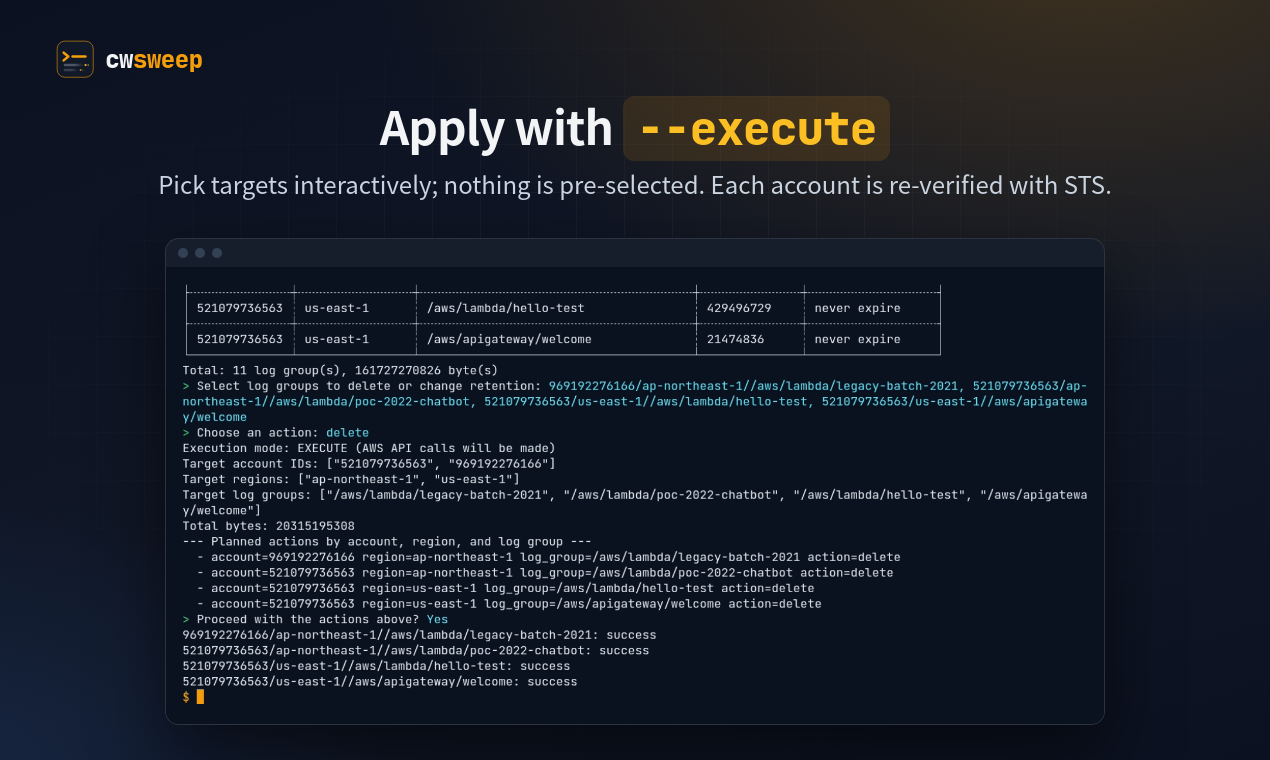 cwsweep
Apply with --execute
Pick targets interactively; nothing is pre-selected. Each account is re-verified with STS.
521079736563 us-east-1 /aws/lambda/hello-test 429496729 never expire
521079736563 us-east-1 /aws/apigateway/welcome 21474836 never expire
Total: 11 log group(s), 161727270826 byte(s)
> Select log groups to delete or change retention: 969192276166/ap-northeast-1//aws/lambda/legacy-batch-2021, 521079736563/ap-
northeast-1//aws/lambda/poc-2022-chatbot, 521079736563/us-east-1//aws/lambda/hello-test, 521079736563/us-east-1//aws/apigatewa
y/welcome
> Choose an action: delete
Execution mode: EXECUTE (AWS API calls will be made)
Target account IDs: ["521079736563", "969192276166"]
Target regions: ["ap-northeast-1", "us-east-1"]
Target log groups: ["/aws/lambda/legacy-batch-2021", "/aws/lambda/poc-2022-chatbot", "/aws/lambda/hello-test", "/aws/apigatewa
y/welcome"]
Total bytes: 20315195308
--- Planned actions by account, region, and log group ---
- account=969192276166 region=ap-northeast-1 log_group=/aws/lambda/legacy-batch-2021 action=delete
- account=521079736563 region=ap-northeast-1 log_group=/aws/lambda/poc-2022-chatbot action=delete
- account=521079736563 region=us-east-1 log_group=/aws/lambda/hello-test action=delete
- account=521079736563 region=us-east-1 log_group=/aws/apigateway/welcome action=delete
> Proceed with the actions above? Yes
969192276166/ap-northeast-1//aws/lambda/legacy-batch-2021: success
521079736563/ap-northeast-1//aws/lambda/poc-2022-chatbot: success
521079736563/us-east-1//aws/lambda/hello-test: success
521079736563/us-east-1//aws/apigateway/welcome: success
$